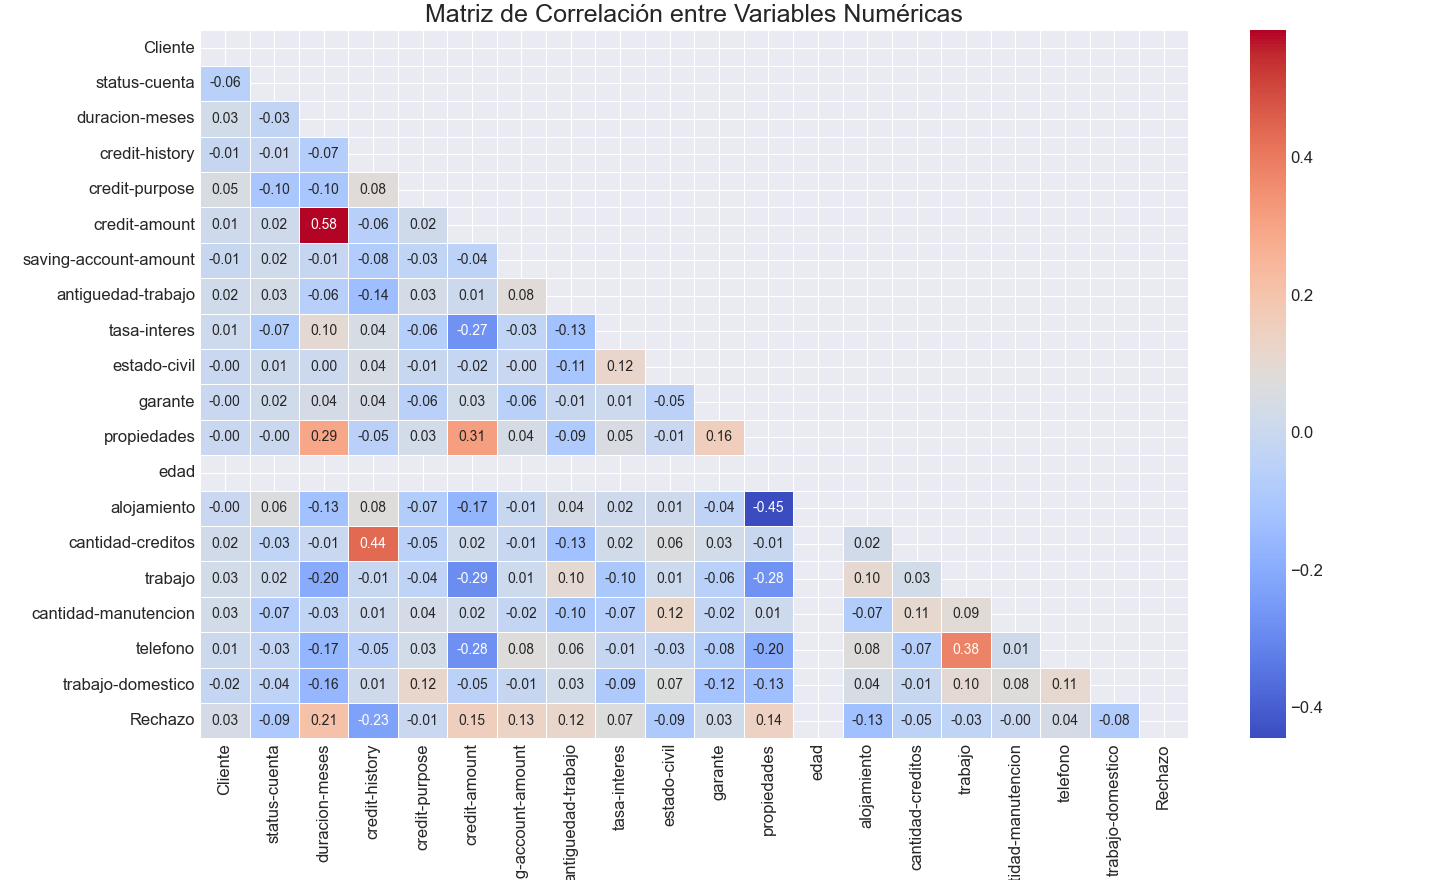 Matriz de Correlación entre Variables Numéricas
Cliente
status-cuenta -0.06
duracion-meses 0.03 -0.03
credit-history -0.01 -0.01 -0.07
credit-purpose 0.05 -0.10 -0.10 0.08
credit-amount 0.01 0.02 0.58 -0.06 0.02
saving-account-amount -0.01 0.02 -0.01 -0.08 -0.03 -0.04
antiguedad-trabajo 0.02 0.03 -0.06 -0.14 0.03 0.01 0.08
tasa-interes 0.01 -0.07 0.10 0.04 -0.06 -0.27 -0.03 -0.13
estado-civil -0.00 0.01 0.00 0.04 -0.01 -0.02 -0.00 -0.11 0.12
garante -0.00 0.02 0.04 0.04 -0.06 0.03 -0.06 -0.01 0.01 -0.05
propiedades -0.00 -0.00 0.29 -0.05 0.03 0.31 0.04 -0.09 0.05 -0.01 0.16
edad
alojamiento -0.00 0.06 -0.13 0.08 -0.07 -0.17 -0.01 0.04 0.02 0.01 -0.04 -0.45
cantidad-creditos 0.02 -0.03 -0.01 0.44 -0.05 0.02 -0.01 -0.13 0.02 0.06 0.03 -0.01 0.02
trabajo 0.03 0.02 -0.20 -0.01 -0.04 -0.29 0.01 0.10 -0.10 0.01 -0.06 -0.28 0.10 0.03
cantidad-manutencion 0.03 -0.07 -0.03 0.01 0.04 0.02 -0.02 -0.10 -0.07 0.12 -0.02 0.01 -0.07 0.11 0.09
telefono 0.01 -0.03 -0.17 -0.05 0.03 -0.28 0.08 0.06 -0.01 -0.03 -0.08 -0.20 0.08 -0.07 0.38 0.01
trabajo-domestico -0.02 -0.04 -0.16 0.01 0.12 -0.05 -0.01 0.03 -0.09 0.07 -0.12 -0.13 0.04 -0.01 0.10 0.08 0.11
Rechazo 0.03 -0.09 0.21 -0.23 -0.01 0.15 0.13 0.12 0.07 -0.09 0.03 0.14 -0.13 -0.05 -0.03 -0.00 0.04 -0.08
Cliente
status-cuenta
duracion-meses
credit-history
credit-purpose
credit-amount
g-account-amount
antiguedad-trabajo
tasa-interes
estado-civil
garante
propiedades
edad
alojamiento
cantidad-creditos
trabajo
tidad-manutencion
telefono
trabajo-domestico
Rechazo
0.4
0.2
0.0
−0.2
−0.4